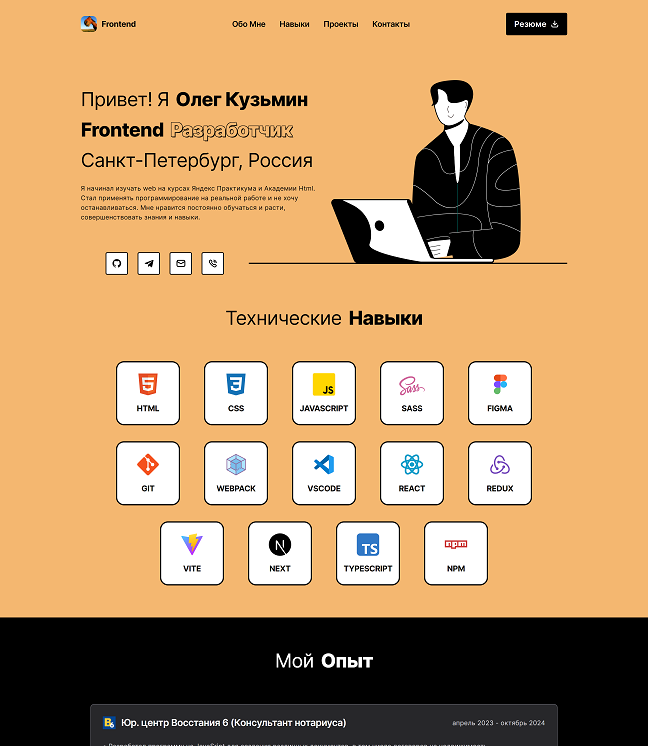 Frontend
Обо Мне Навыки Проекты Контакты
Резюме
Привет! Я Олег Кузьмин
Frontend Разработчик
Санкт-Петербург, Россия
Я начинал изучать web на курсах Яндекс Практикума и Академии Html.
Стал применять программирование на реальной работе и не хочу
останавливаться. Мне нравится постоянно обучаться и расти,
совершенствовать знания и навыки.
Технические Навыки
JS
HTML CSS JAVASCRIPT SASS FIGMA
GIT WEBPACK VSCODE REACT REDUX
TS
VITE NEXT TYPESCRIPT NPM
Мой Опыт
Юр. центр Восстания 6 (Консультант нотариуса)
апрель 2023 - октябрь 2024